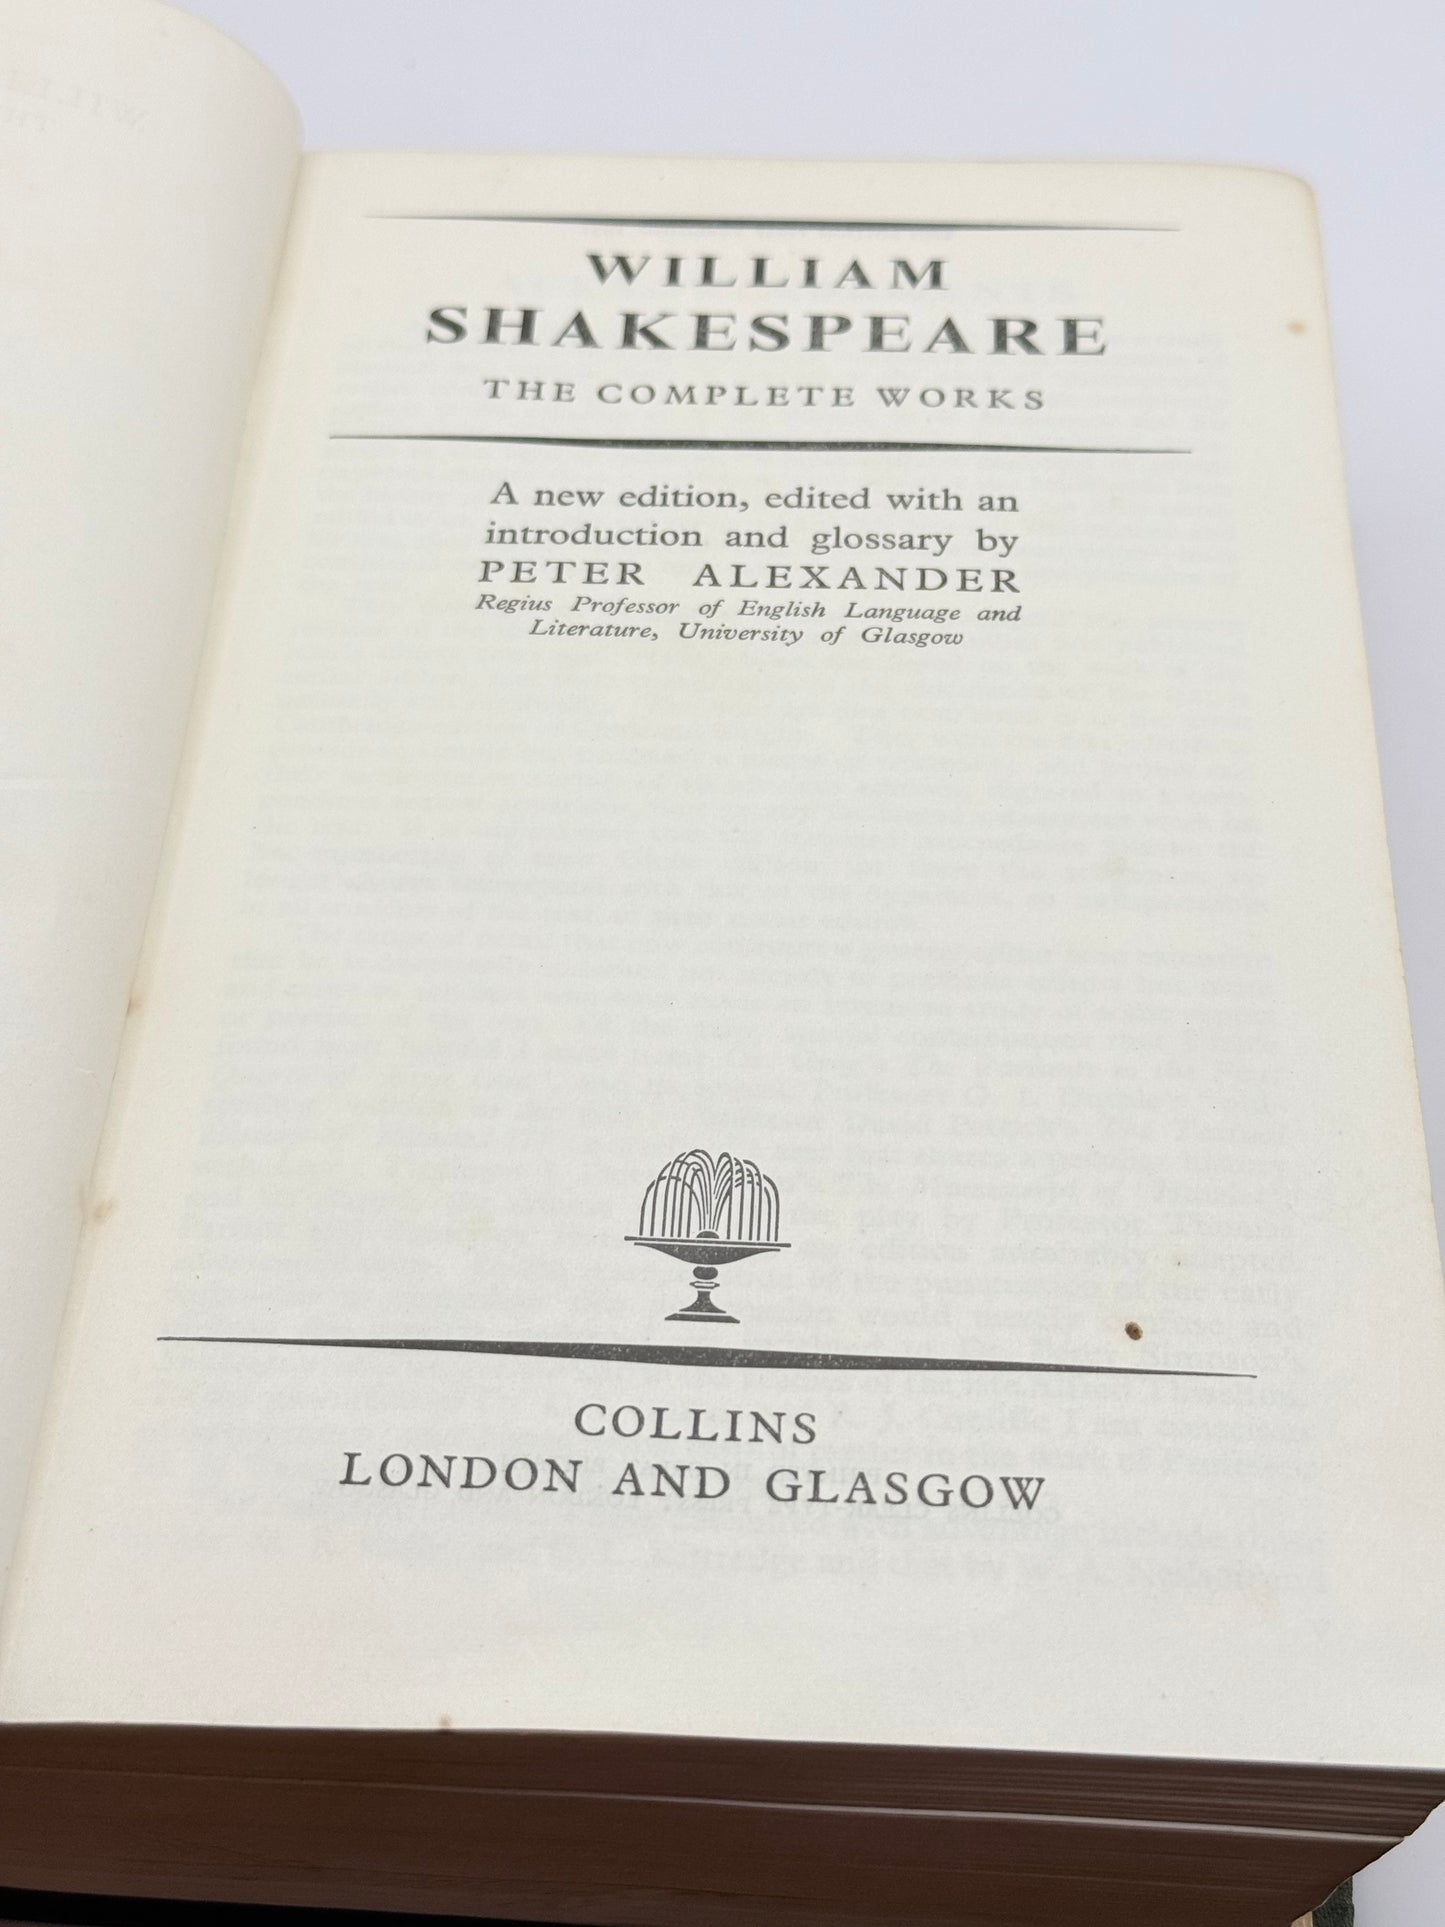 WILLIAM
SHAKESPEARE
THE COMPLETE WORKS
A new edition, edited with an
introduction and glossary by
PETER ALEXANDER
Regius Professor of English Language and
Literature, University of Glasgow
COLLINS
LONDON AND GLASGOW